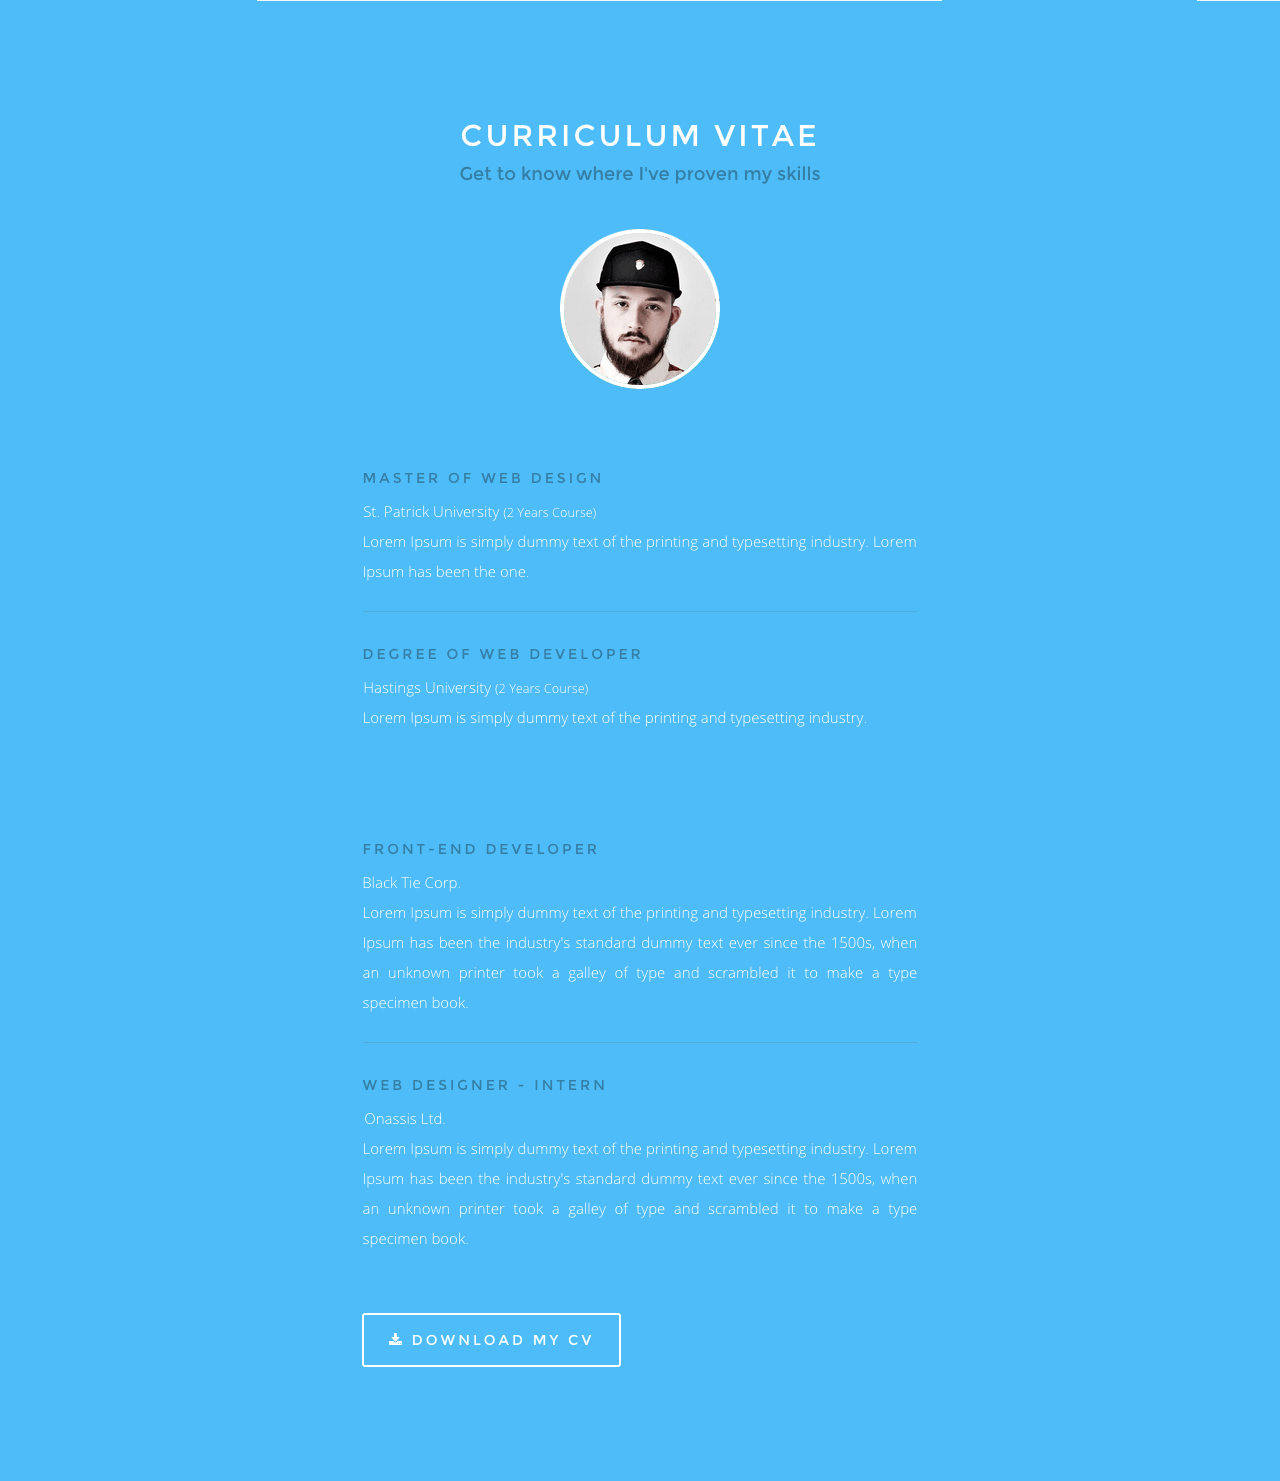 CURRICULUM VITAE
Get to know where I've proven my skills
MASTER OF WEB DESIGN
St. Patrick University (2 Years Course)
Lorem Ipsum is simply dummy text of the printing and typesetting industry. Lorem
Ipsum has been the one.
DEGREE OF WEB DEVELOPER
Hastings University (2 Years Course)
Lorem Ipsum is simply dummy text of the printing and typesetting industry.
FRONT-END DEVELOPER
Black Tie Corp.
Lorem Ipsum is simply dummy text of the printing and typesetting industry. Lorem
Ipsum has been the industry's standard dummy text ever since the 1500s, when
an unknown printer took a galley of type and scrambled it to make a type
specimen book.
WEB DESIGNER - INTERN
Onassis Ltd.
Lorem Ipsum is simply dummy text of the printing and typesetting industry. Lorem
Ipsum has been the industry's standard dummy text ever since the 1500s, when
an unknown printer took a galley of type and scrambled it to make a type
specimen book.
DOWNLOAD MY CV